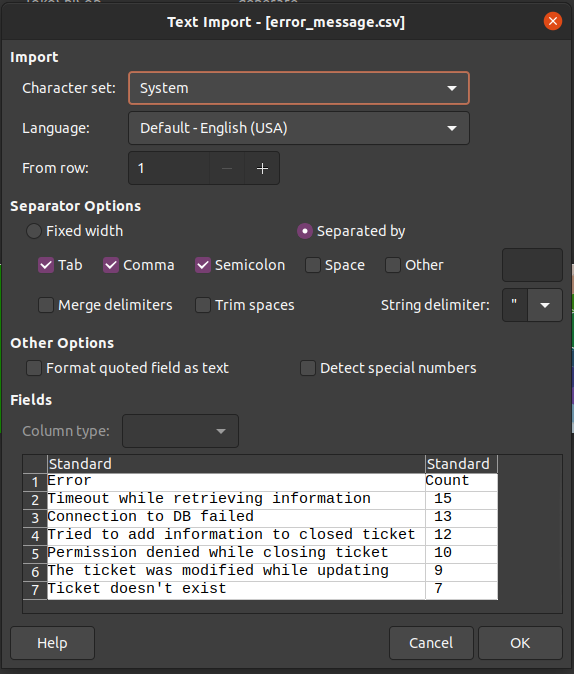 Text Import - [error_message.csv]
Import
Character set: System
Language: Default - English (USA)
From row: 1
Separator Options
Fixed width Separated by
Tab Comma Semicolon Space Other
Merge delimiters Trim spaces String delimiter: "
Other Options
Format quoted field as text Detect special numbers
Fields
Column type:
Standard Standard
1 Error Count
2 Timeout while retrieving information 15
3 Connection to DB failed 13
4 Tried to add information to closed ticket 12
5 Permission denied while closing ticket 10
6 The ticket was modified while updating 9
7 Ticket doesn't exist 7
Help Cancel OK